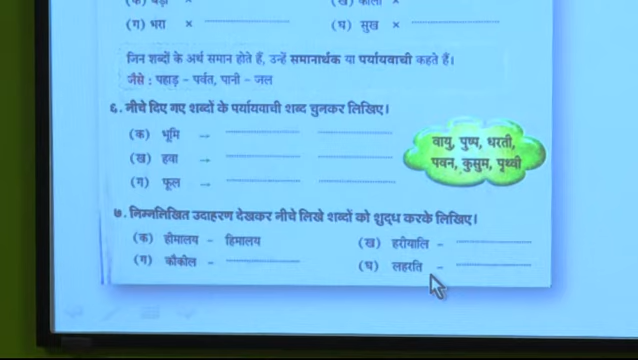 (ग) भरा × (घ) सुख ×
जिन शब्दों के अर्थ समान होते हैं, उन्हें समानार्थक या पर्यायवाची कहते हैं।
जैसे : पहाड़ - पर्वत, पानी - जल
६. नीचे दिए गए शब्दों के पर्यायवाची शब्द चुनकर लिखिए।
(क) भूमि →
(ख) हवा →
(ग) फूल →
वायु, पुष्प, धरती,
पवन, कुसुम, पृथ्वी
७. निम्नलिखित उदाहरण देखकर नीचे लिखे शब्दों को शुद्ध करके लिखिए।
(क) हीमालय - हिमालय (ख) हरीयालि -
(ग) कौकील - (घ) लहरति -